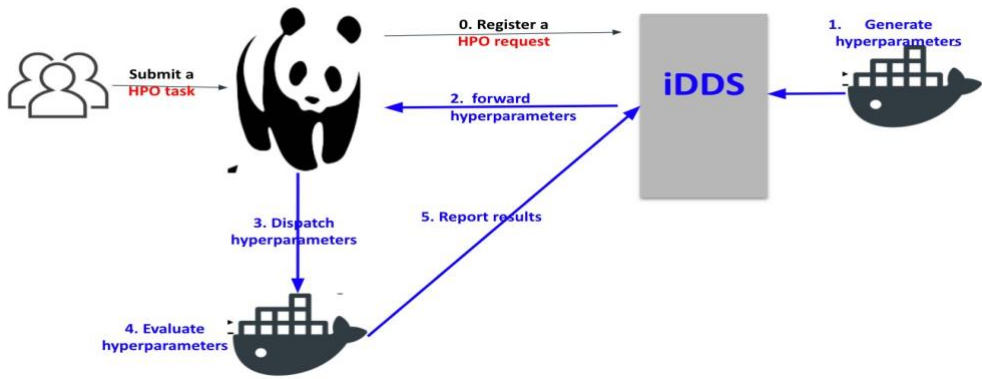 Submit a
HPO task
0. Register a
HPO request
iDDS
1. Generate
hyperparameters
2. forward
hyperparameters
3. Dispatch
hyperparameters
4. Evaluate
hyperparameters
5. Report results